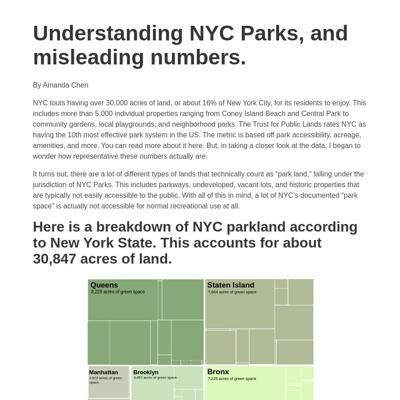 Understanding NYC Parks, and
misleading numbers.
By Amanda Chen
NYC touts having over 30,000 acres of land, or about 16% of New York City, for its residents to enjoy. This
includes more than 5,000 individual properties ranging from Coney Island Beach and Central Park to
community gardens, local playgrounds, and neighborhood parks. The Trust for Public Lands rates NYC as
having the 10th most effective park system in the US. The metric is based off park accessibility, acreage,
amenities, and more. You can read more about it here. But, in taking a closer look at the data, I began to
wonder how representative these numbers actually are.
It turns out, there are a lot of different types of lands that technically count as “park land,” falling under the
jurisdiction of NYC Parks. This includes parkways, undeveloped, vacant lots, and historic properties that
are typically not easily accessible to the public. With all of this in mind, a lot of NYC’s documented “park
space” is actually not accessible for normal recreational use at all.
Here is a breakdown of NYC parkland according
to New York State. This accounts for about
30,847 acres of land.
Queens
acres of green space
Staten Island
acres of green space
Manhattan
acres of green
space
Brooklyn
acres of green space
Bronx
7,225 acres of green space